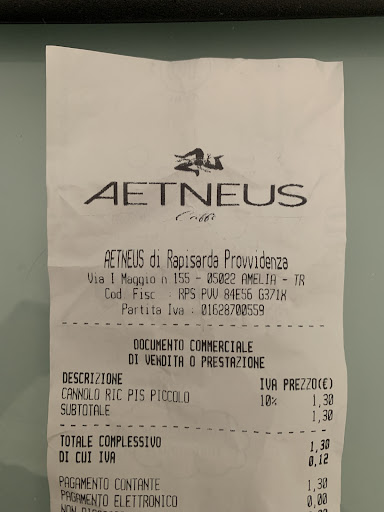 AETNEUS
Caffè
AETNEUS di Rapisarda Provvidenza
Via I Maggio n 155 - 05022 AMELIA - TR
Cod. Fisc : RPS PVV 84E56 G371X
Partita Iva : 01628700559
DOCUMENTO COMMERCIALE
DI VENDITA O PRESTAZIONE
DESCRIZIONE IVA PREZZO(€)
CANNOLO RIC PIS PICCOLO 10% 1,30
SUBTOTALE 1,30
TOTALE COMPLESSIVO 1,30
DI CUI IVA 0,12
PAGAMENTO CONTANTE 1,30
PAGAMENTO ELETTRONICO 0,00